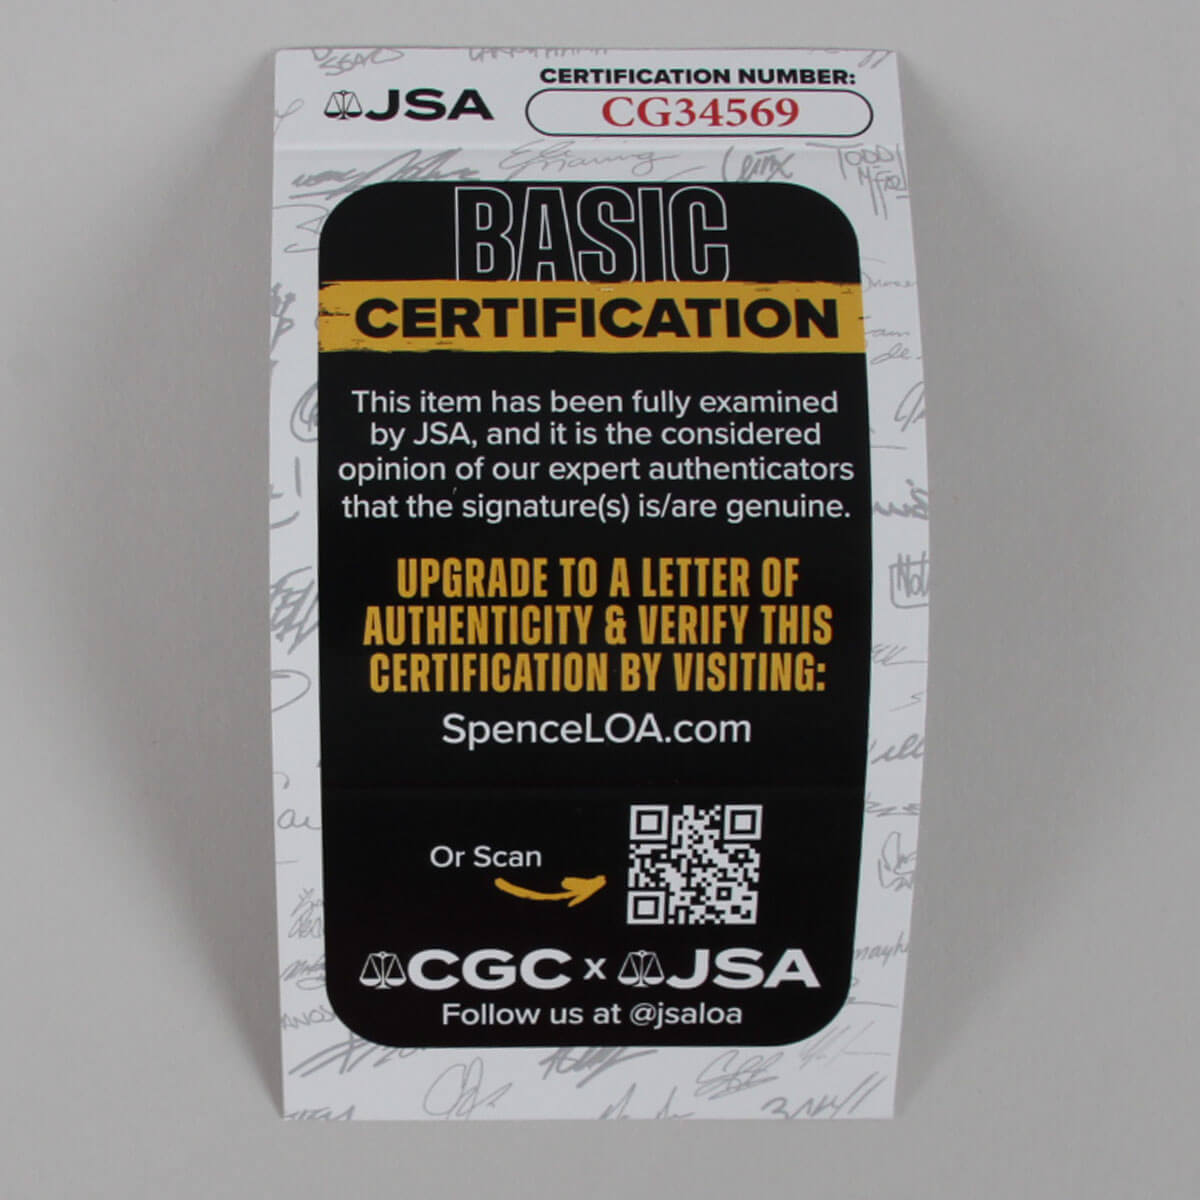 JSA
CERTIFICATION NUMBER:
CG34569
BASIC
CERTIFICATION
This item has been fully examined
by JSA, and it is the considered
opinion of our expert authenticators
that the signature(s) is/are genuine.
UPGRADE TO A LETTER OF
AUTHENTICITY & VERIFY THIS
CERTIFICATION BY VISITING:
SpenceLOA.com
Or Scan
CGC x JSA
Follow us at @jsaloa